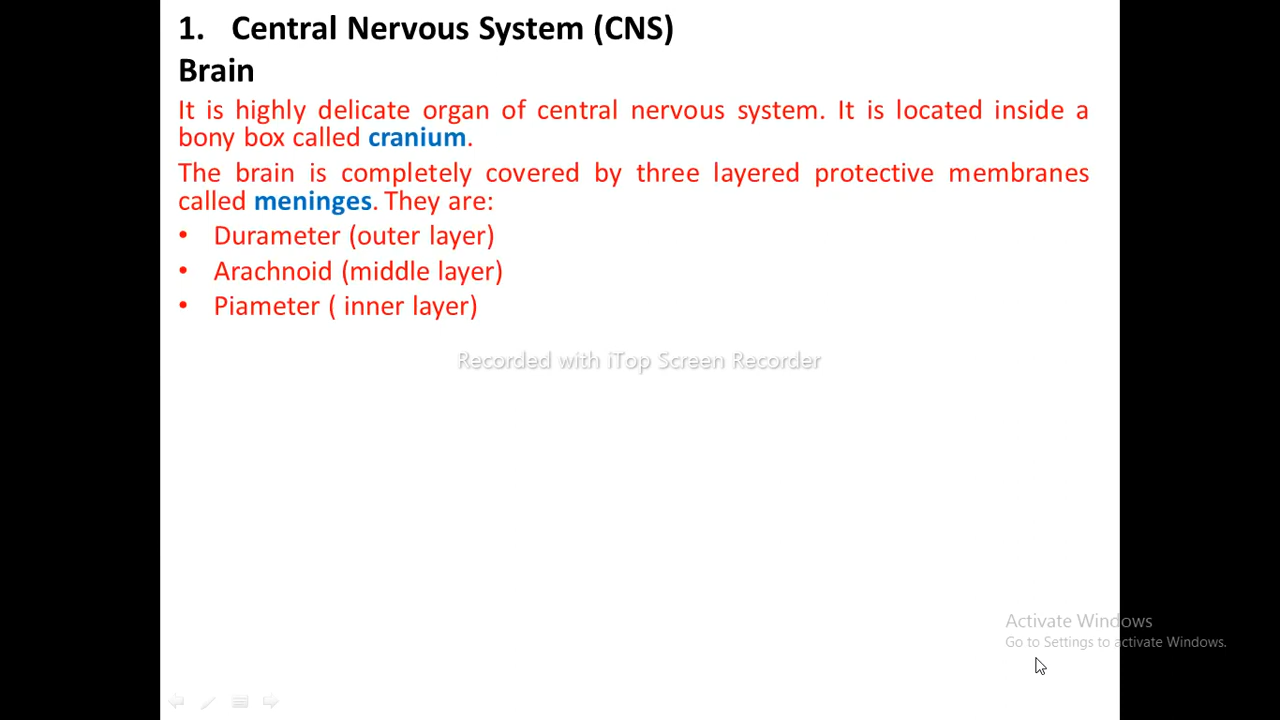 1. Central Nervous System (CNS)
Brain
It is highly delicate organ of central nervous system. It is located inside a
bony box called cranium.
The brain is completely covered by three layered protective membranes
called meninges. They are:
• Durameter (outer layer)
• Arachnoid (middle layer)
• Piameter ( inner layer)
Recorded with iTop Screen Recorder
Activate Windows
Go to Settings to activate Windows.